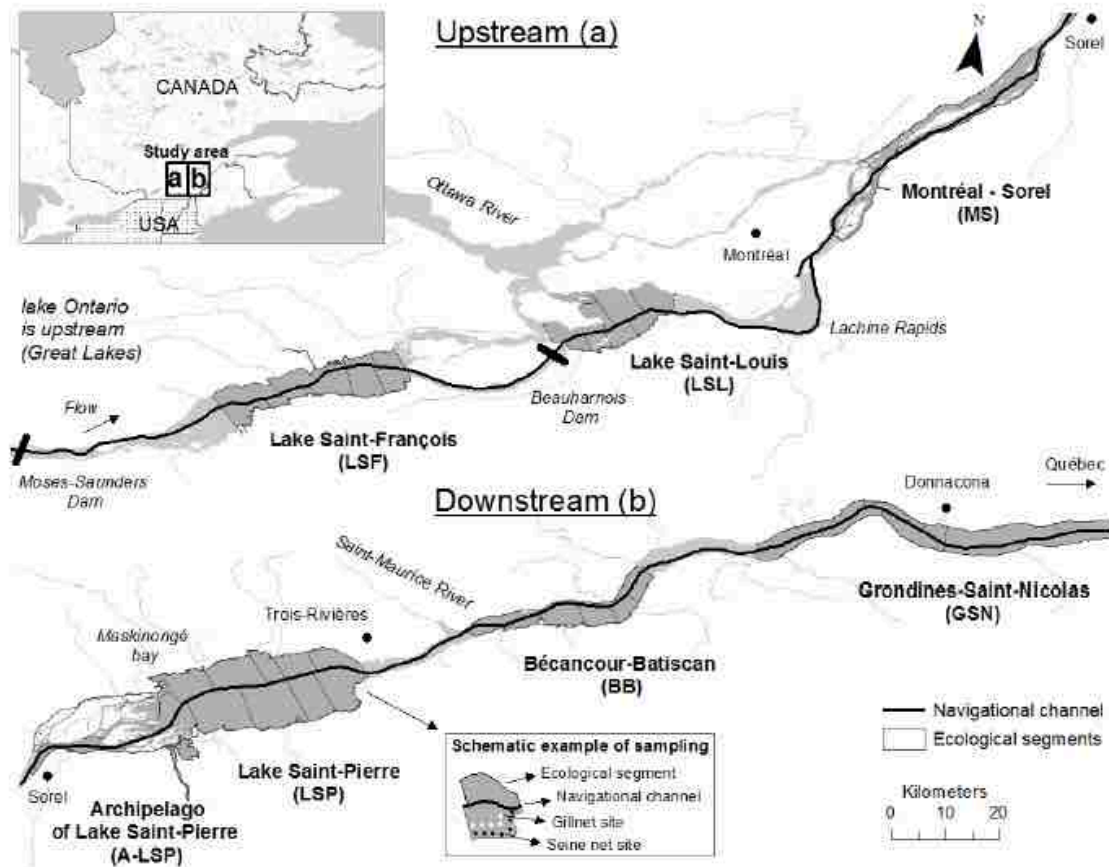 Upstream (a)
N
Sorel
CANADA
Study area
a b
USA
Ottawa River
Montréal - Sorel
(MS)
Montréal
lake Ontario
is upstream
(Great Lakes)
Lachine Rapids
Lake Saint-Louis
(LSL)
Beauharnois
Dam
Flow
Lake Saint-François
(LSF)
Moses-Saunders
Dam
Downstream (b)
Québec
Donnacona
Saint-Maurice River
Grondines-Saint-Nicolas
(GSN)
Trois-Rivières
Maskinongé
bay
Bécancour-Batiscan
(BB)
Navigational channel
Ecological segments
Schematic example of sampling
Ecological segment
Navigational channel
Gillnet site
Seine net site
Lake Saint-Pierre
(LSP)
Sorel
Archipelago
of Lake Saint-Pierre
(A-LSP)
Kilometers
0 10 20